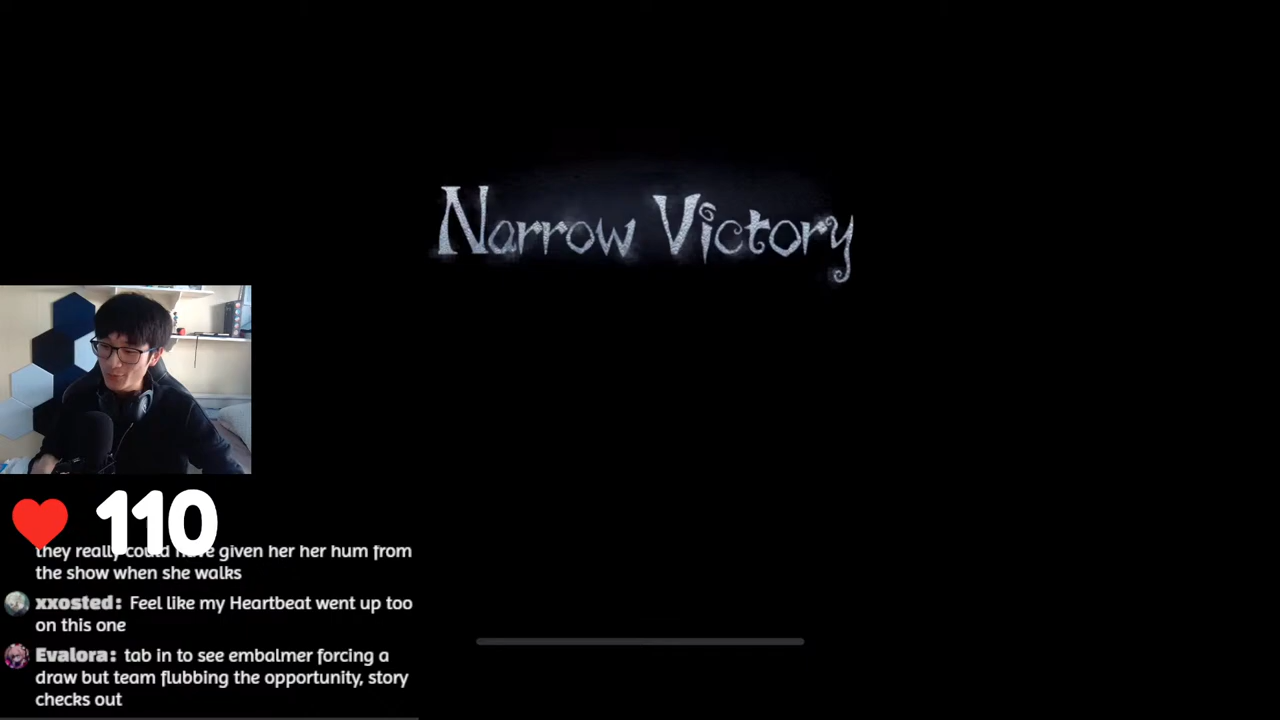 Narrow Victory
110
they really could have given her her hum from
the show when she walks
xxosted: Feel like my Heartbeat went up too
on this one
Evalora: tab in to see embalmer forcing a
draw but team flubbing the opportunity, story
checks out